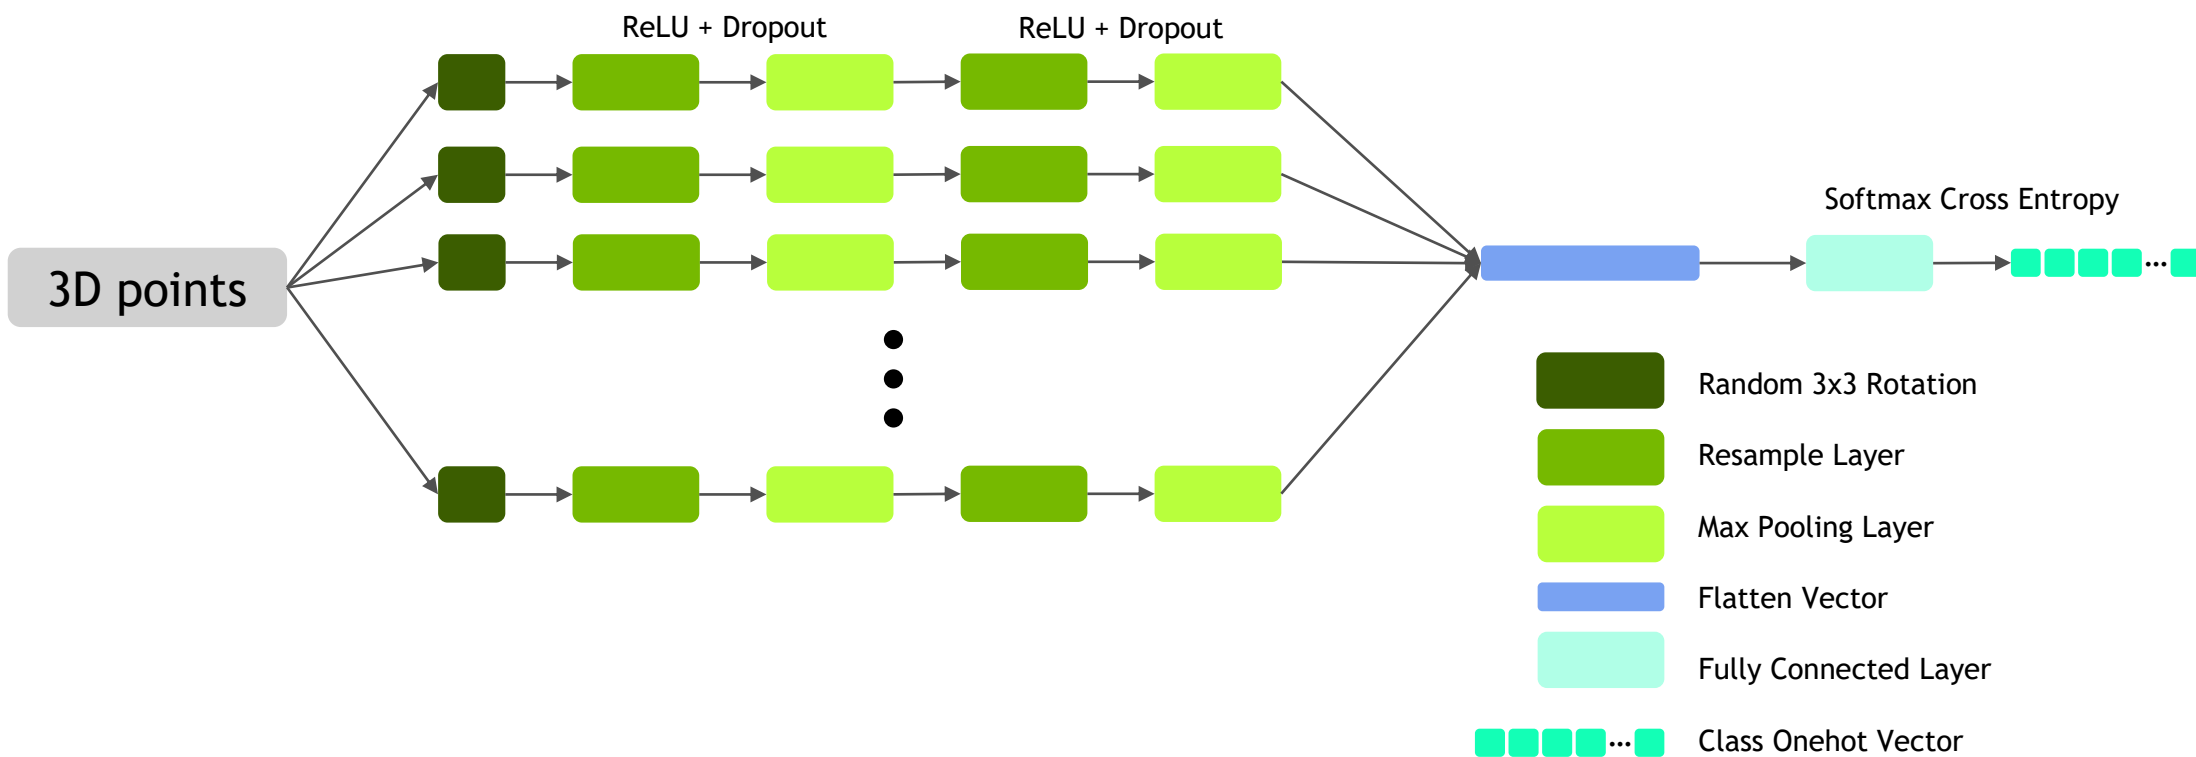 ReLU + Dropout
ReLU + Dropout
3D points
Softmax Cross Entropy
...
Random 3x3 Rotation
Resample Layer
Max Pooling Layer
Flatten Vector
Fully Connected Layer
...
Class Onehot Vector